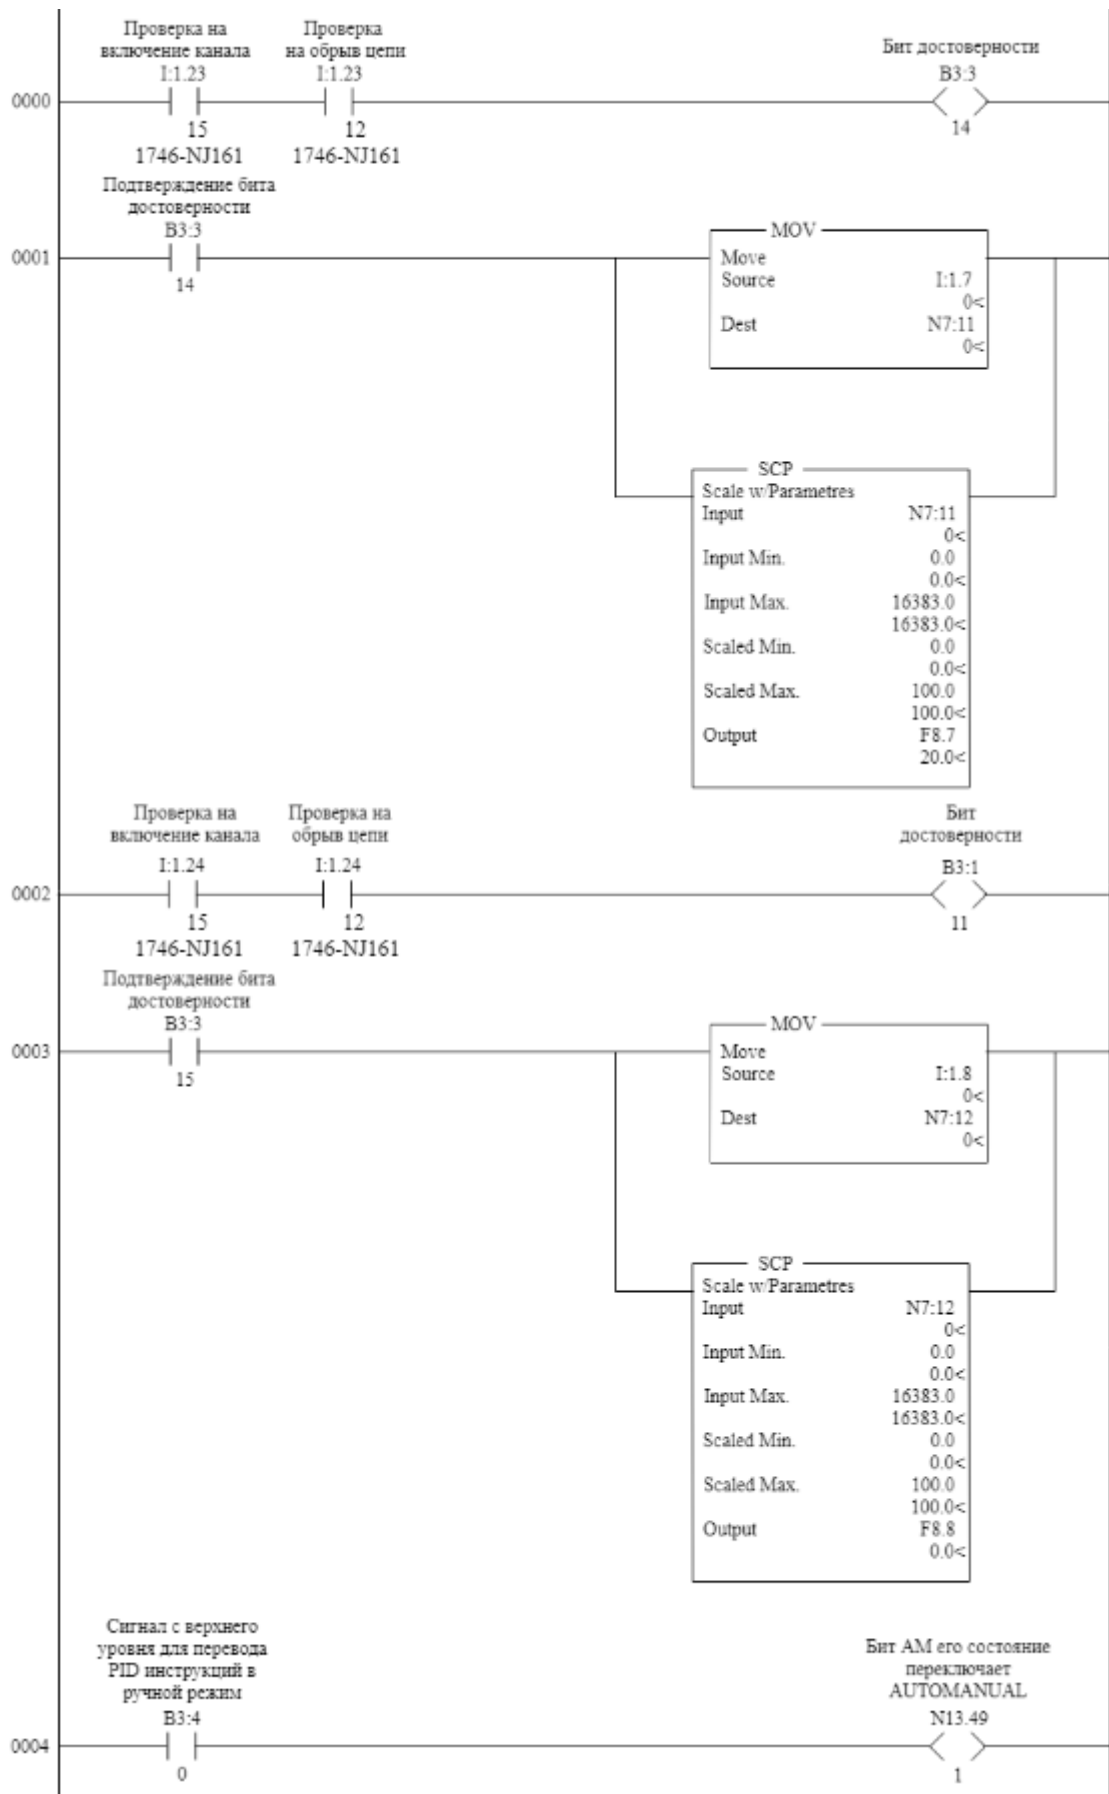 Проверка на
включение канала
I:1.23
Проверка
на обрыв цепи
I:1.23
Бит достоверности
B3:3
0000
15
1746-NJ161
12
1746-NJ161
14
Подтверждение бита
достоверности
B3:3
0001
14
MOV
Move
Source I:1.7
0<
Dest N7:11
0<
SCP
Scale w/Parametres
Input N7:11
0<
Input Min. 0.0
0.0<
Input Max. 16383.0
16383.0<
Scaled Min. 0.0
0.0<
Scaled Max. 100.0
100.0<
Output F8.7
20.0<
Проверка на
включение канала
I:1.24
Проверка на
обрыв цепи
I:1.24
Бит
достоверности
B3:1
0002
15
1746-NJ161
12
1746-NJ161
11
Подтверждение бита
достоверности
B3:3
0003
15
MOV
Move
Source I:1.8
0<
Dest N7:12
0<
SCP
Scale w/Parametres
Input N7:12
0<
Input Min. 0.0
0.0<
Input Max. 16383.0
16383.0<
Scaled Min. 0.0
0.0<
Scaled Max. 100.0
100.0<
Output F8.8
0.0<
Сигнал с верхнего
уровня для перевода
PID инструкций в
ручной режим
B3:4
Бит AM его состояние
переключает
AUTOMANUAL
N13.49
0004
0
1